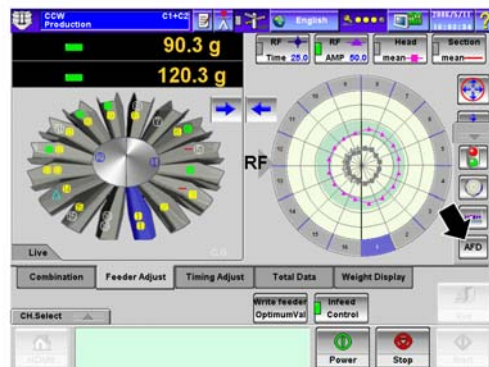 CCW
Production
C1+C2
English
90.3 g
120.3 g
RF
Time 25.0
RF
AMP 50.0
Head
mean
Section
mean
RF
AFD
Live
Combination
Feeder Adjust
Timing Adjust
Total Data
Weight Display
Write feeder
OptimumVal
Infeed
Control
CH.Select
HOME
Power
Stop